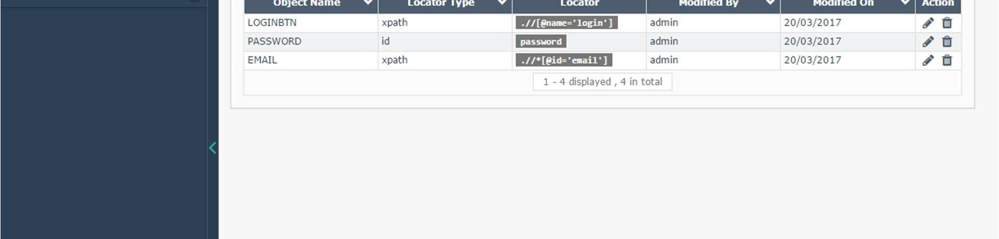 Object Name Locator Type Locator Modified By Modified On Action
LOGINBTN xpath .//[@name='login'] admin 20/03/2017
PASSWORD id password admin 20/03/2017
EMAIL xpath .//*[@id='email'] admin 20/03/2017
1 - 4 displayed , 4 in total